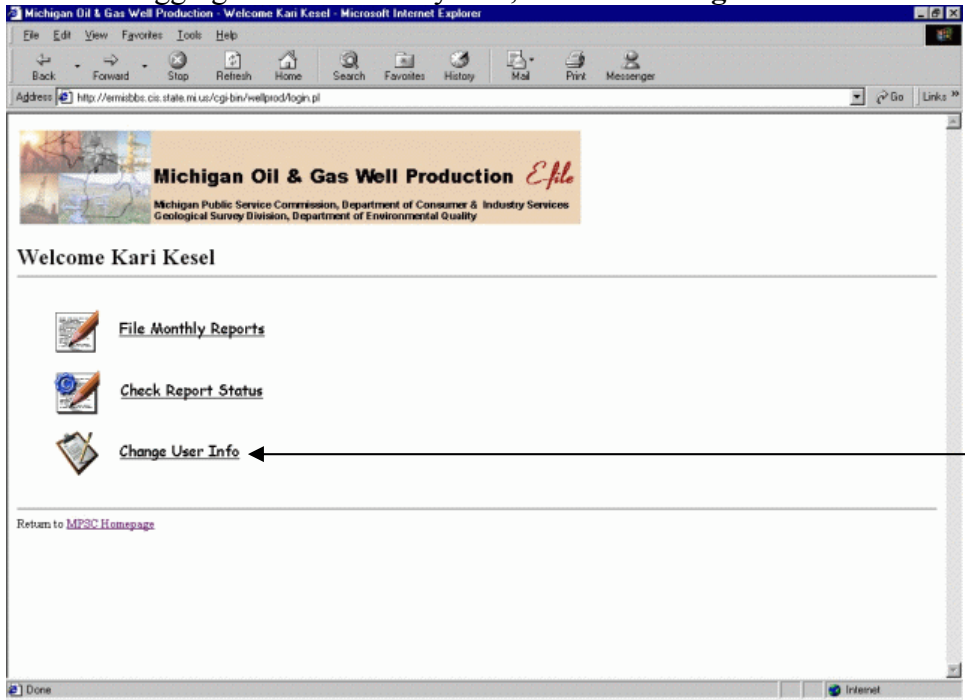 Michigan Oil & Gas Well Production - Welcome Kari Kesel - Microsoft Internet Explorer
File Edit View Favorites Tools Help
Back Forward Stop Refresh Home Search Favorites History Mail Print Messenger
Address http://ermisbbs.cis.state.mi.us/cgi-bin/wellprod/login.pl Go Links »
Michigan Oil & Gas Well Production E-file
Michigan Public Service Commission, Department of Consumer & Industry Services
Geological Survey Division, Department of Environmental Quality
Welcome Kari Kesel
File Monthly Reports
Check Report Status
Change User Info
Return to MPSC Homepage
Done Internet